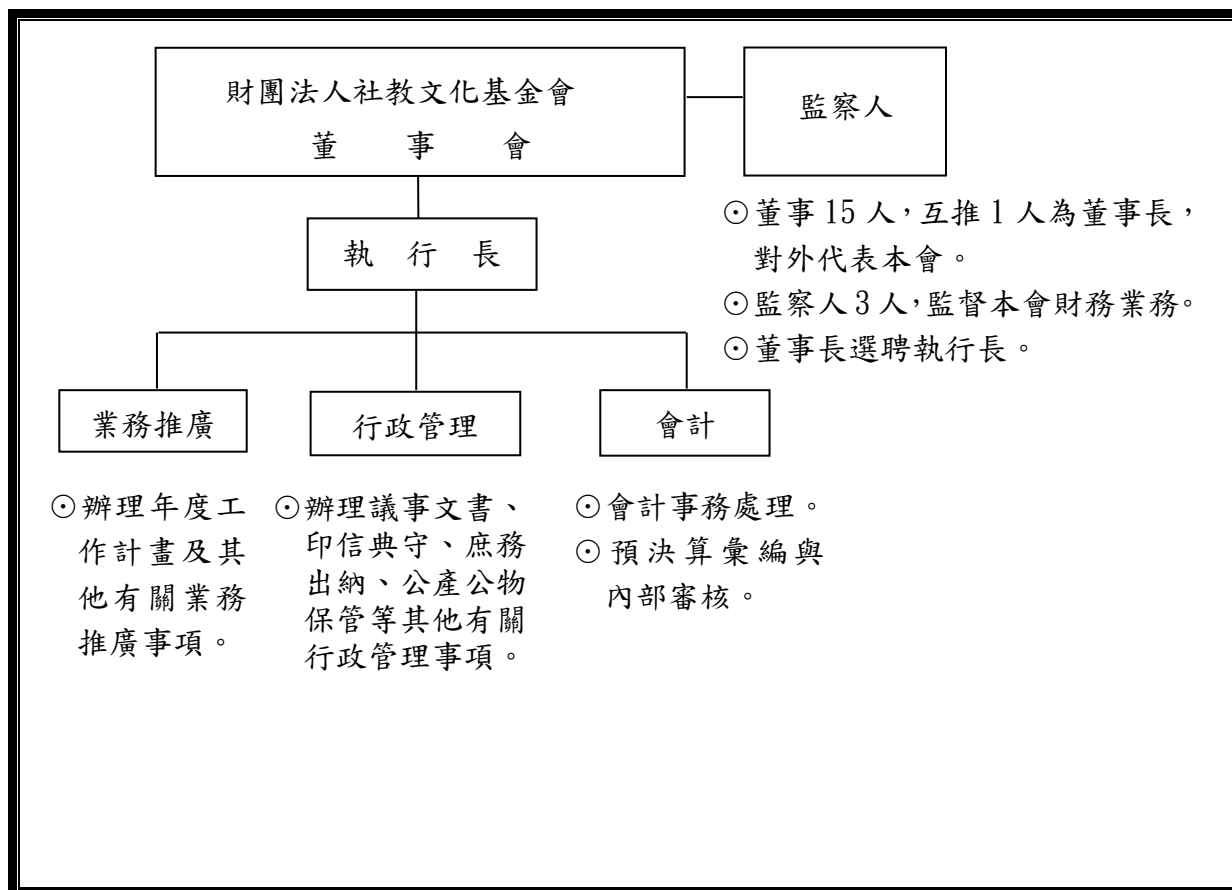 財團法人社教文化基金會
董事會
監察人
⊙董事15人，互推1人為董事長，
對外代表本會。
⊙監察人3人，監督本會財務業務。
⊙董事長選聘執行長。
執行長
業務推廣
行政管理
會計
⊙辦理年度工
作計畫及其
他有關業務
推廣事項。
⊙辦理議事文書、
印信典守、庶務
出納、公產公物
保管等其他有關
行政管理事項。
⊙會計事務處理。
⊙預決算彙編與
內部審核。